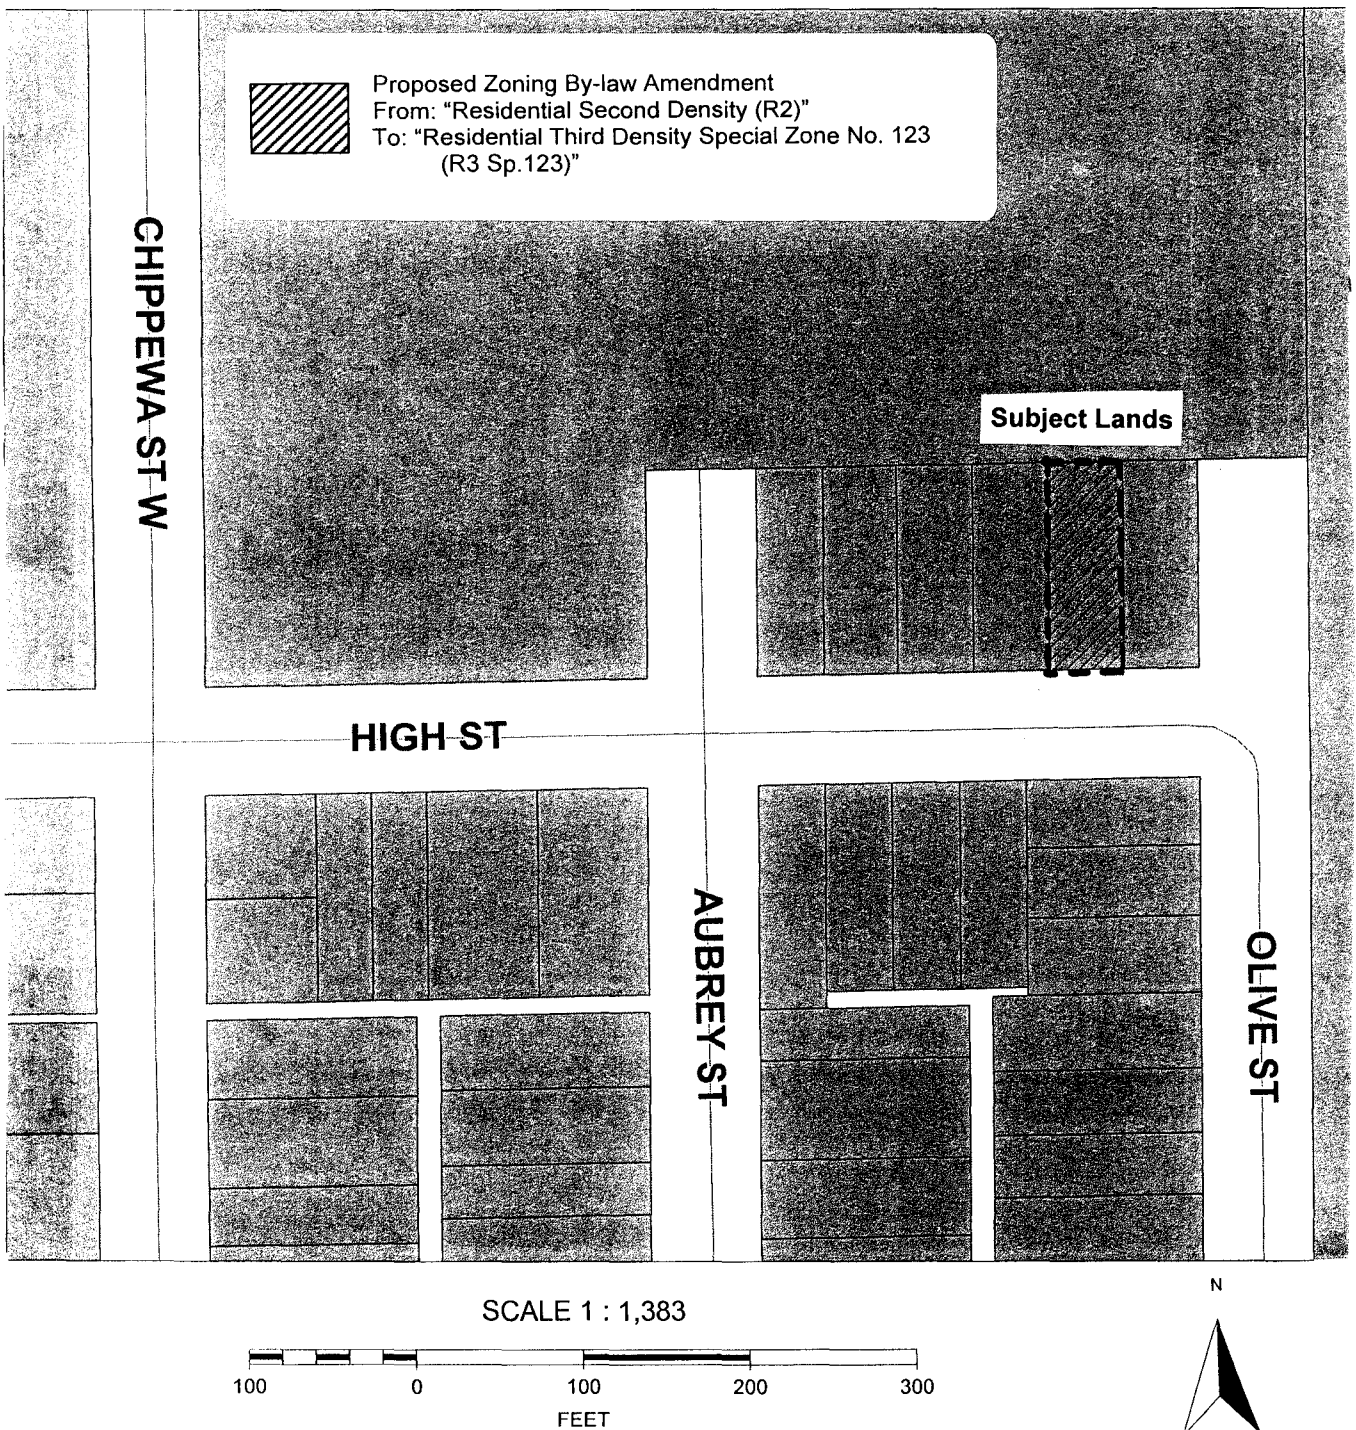 Proposed Zoning By-law Amendment
From: "Residential Second Density (R2)"
To: "Residential Third Density Special Zone No. 123
(R3 Sp.123)"
CHIPPEWA ST W
Subject Lands
HIGH ST
AUBREY ST
OLIVE ST
SCALE 1 : 1,383
100 0 100 200 300
FEET
N